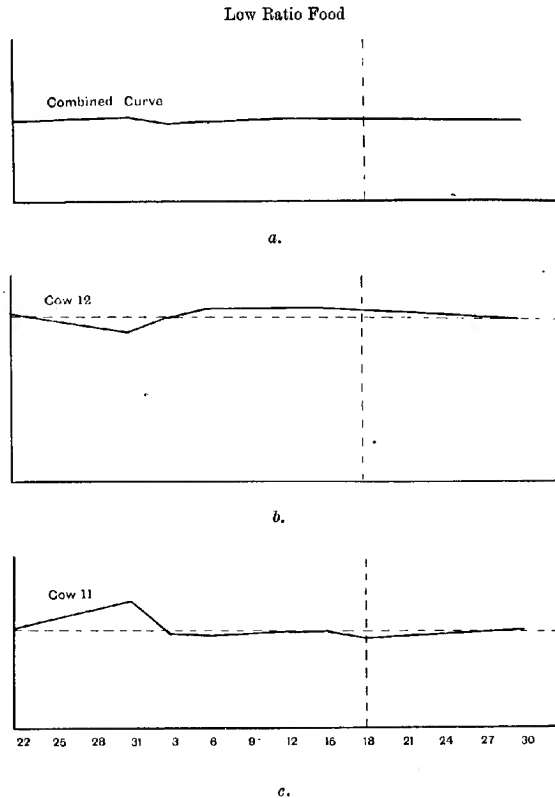 Low Ratio Food
Combined Curve
a.
Cow 12
b.
Cow 11
22 25 28 31 3 6 9 12 16 18 21 24 27 30
c.